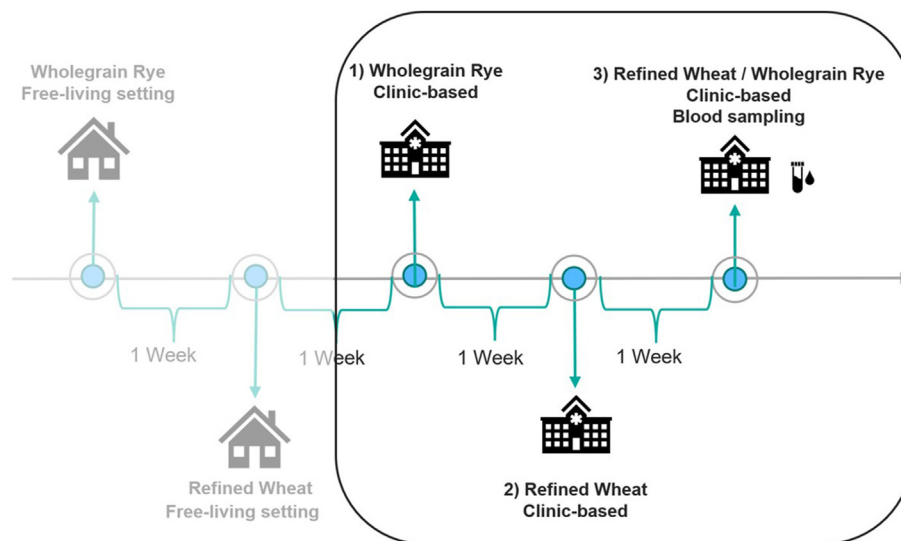 Wholegrain Rye
Free-living setting
1) Wholegrain Rye
Clinic-based
3) Refined Wheat / Wholegrain Rye
Clinic-based
Blood sampling
1 Week
1 Week
1 Week
1 Week
Refined Wheat
Free-living setting
2) Refined Wheat
Clinic-based